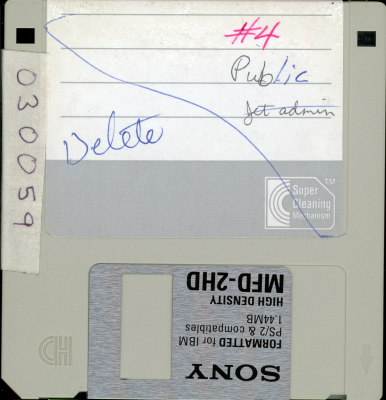 #4
Public
Jet admin
Delete
030059
Super
Cleaning
Mechanism
TM
SONY
FORMATTED for IBM
PS/2 & compatibles
1.44MB
HIGH DENSITY
MFD-2HD
HD